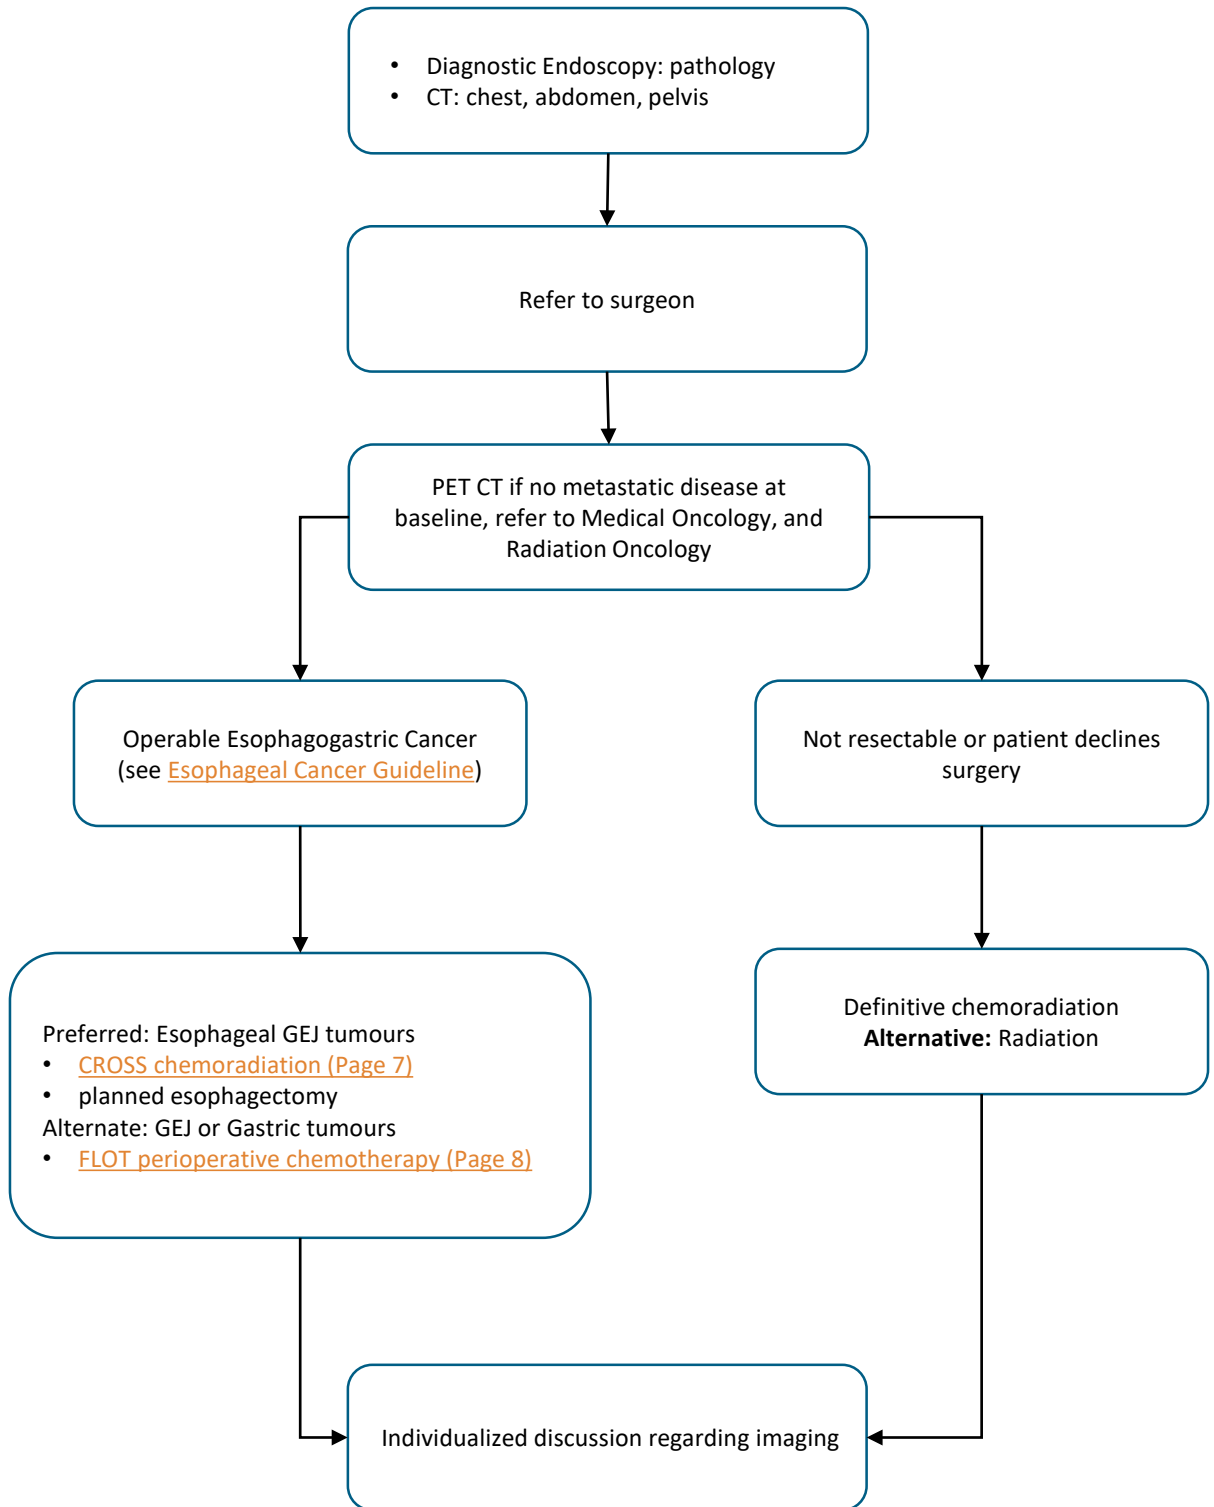 • Diagnostic Endoscopy: pathology
• CT: chest, abdomen, pelvis
Refer to surgeon
PET CT if no metastatic disease at
baseline, refer to Medical Oncology, and
Radiation Oncology
Operable Esophagogastric Cancer
(see Esophageal Cancer Guideline)
Not resectable or patient declines
surgery
Preferred: Esophageal GEJ tumours
• CROSS chemoradiation (Page 7)
• planned esophagectomy
Alternate: GEJ or Gastric tumours
• FLOT perioperative chemotherapy (Page 8)
Definitive chemoradiation
Alternative: Radiation
Individualized discussion regarding imaging